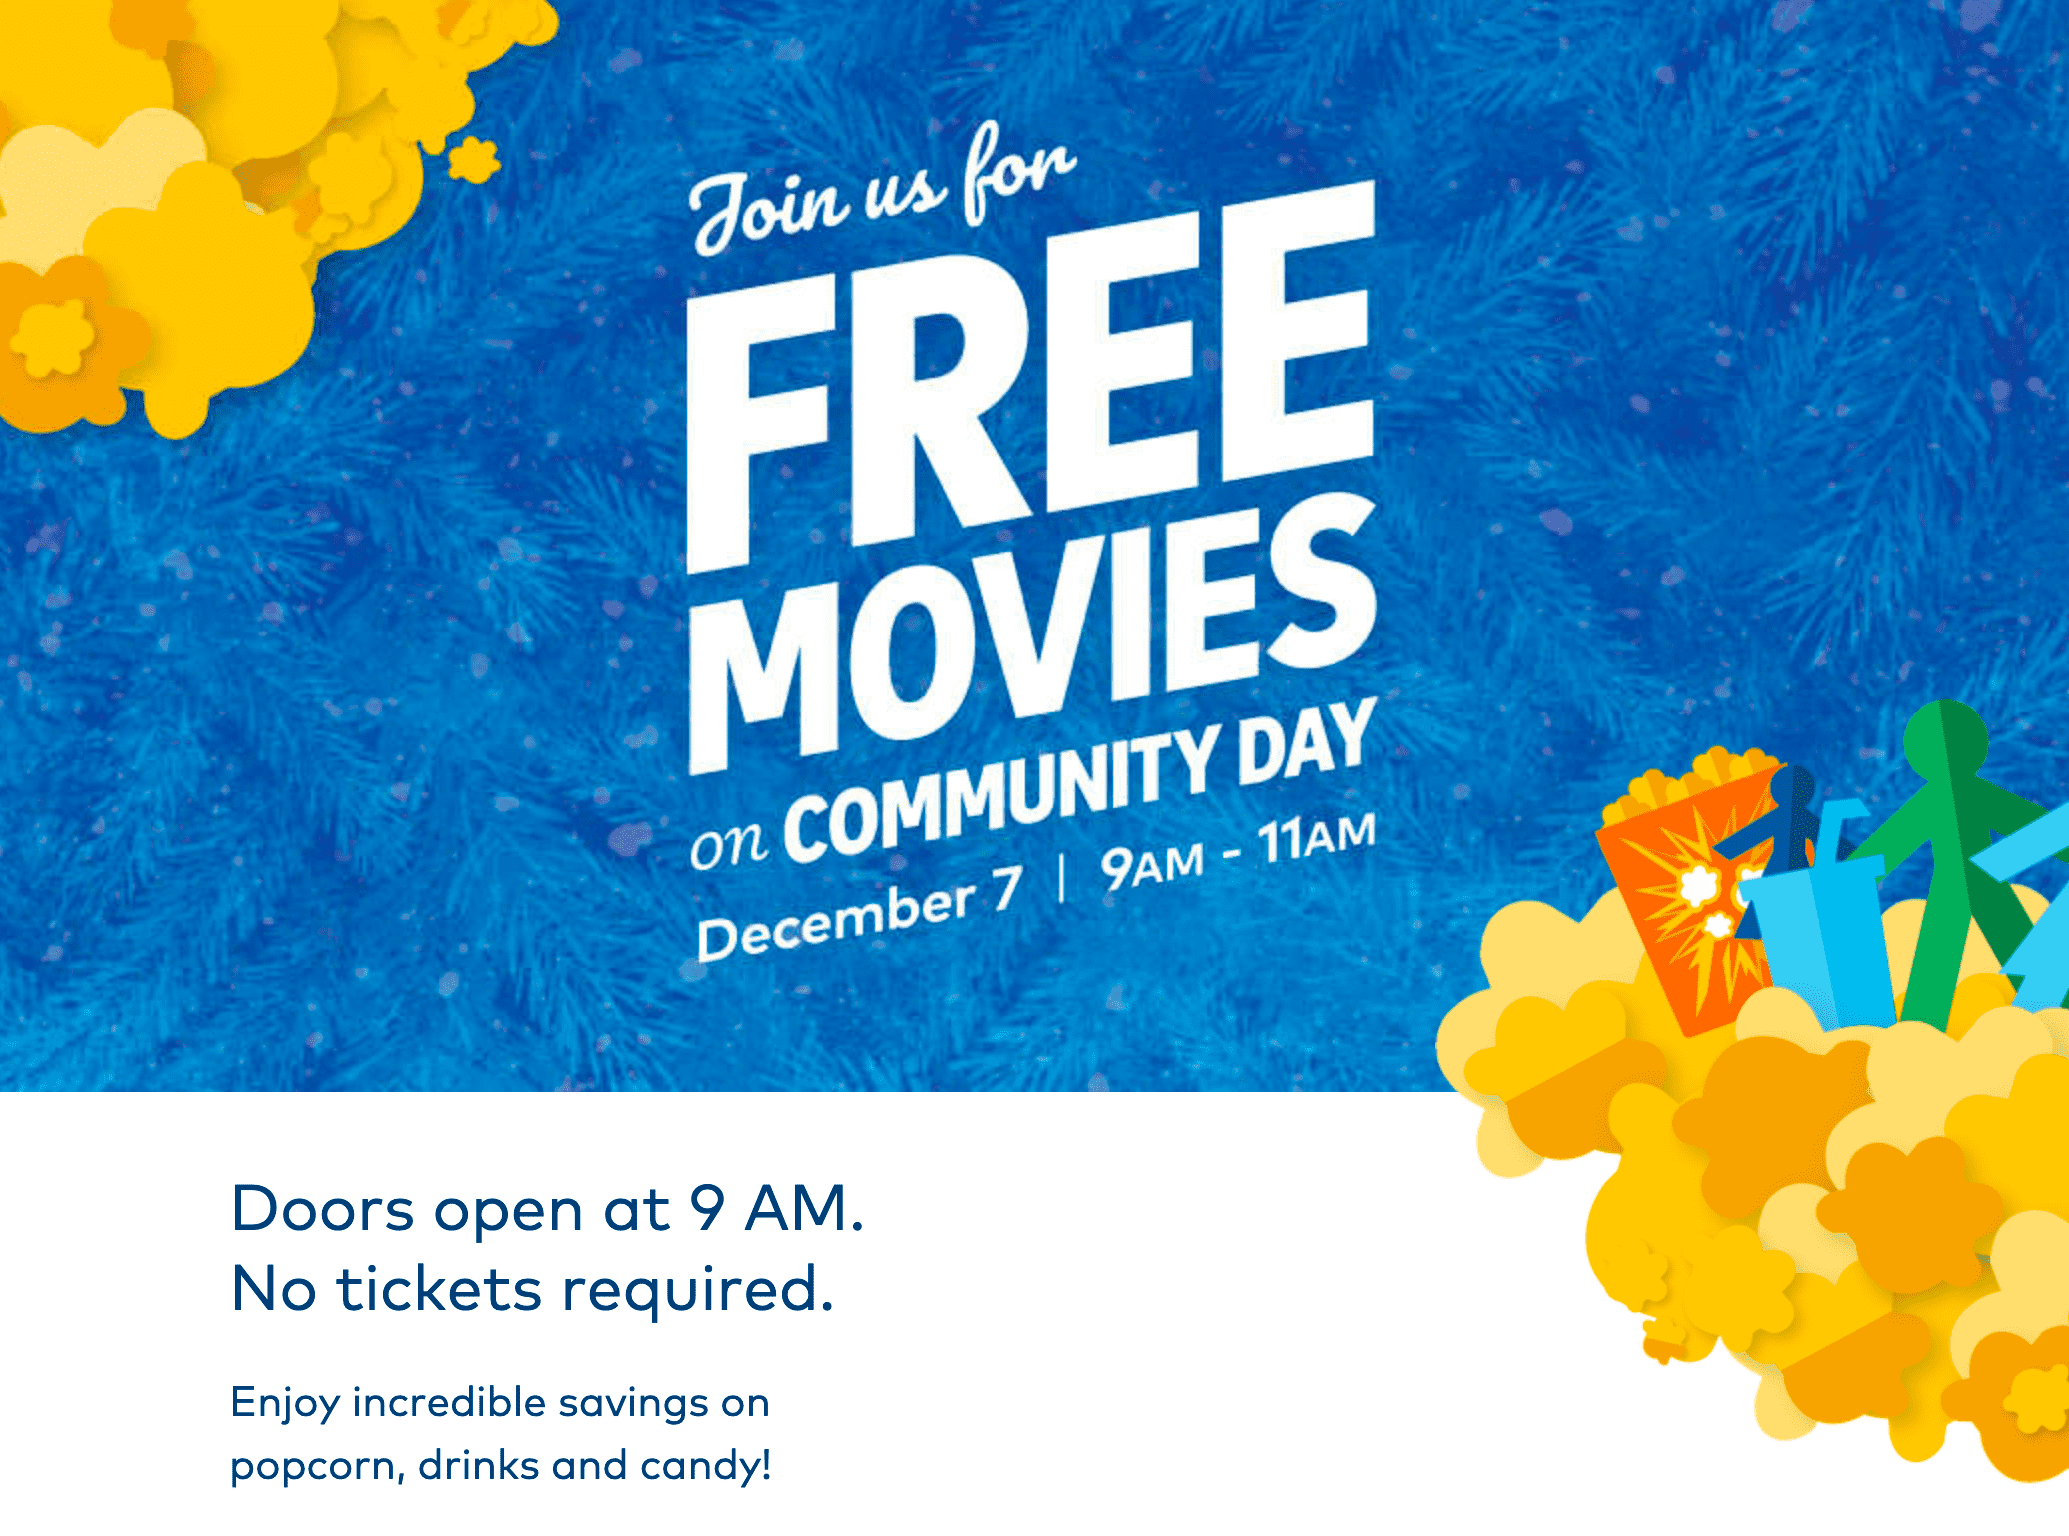 Join us for
FREE
MOVIES
on COMMUNITY DAY
December 7 | 9AM - 11AM
Doors open at 9 AM.
No tickets required.
Enjoy incredible savings on
popcorn, drinks and candy!